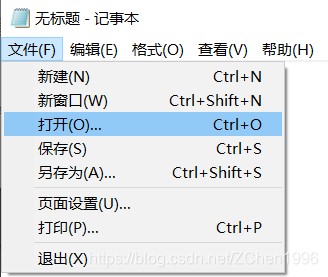 无标题 - 记事本
文件(F) 编辑(E) 格式(O) 查看(V) 帮助(H)
新建(N) Ctrl+N
新窗口(W) Ctrl+Shift+N
打开(O)... Ctrl+O
保存(S) Ctrl+S
另存为(A)... Ctrl+Shift+S
页面设置(U)...
打印(P)... Ctrl+P
退出(X)
https://blog.csdn.net/ZChen1996